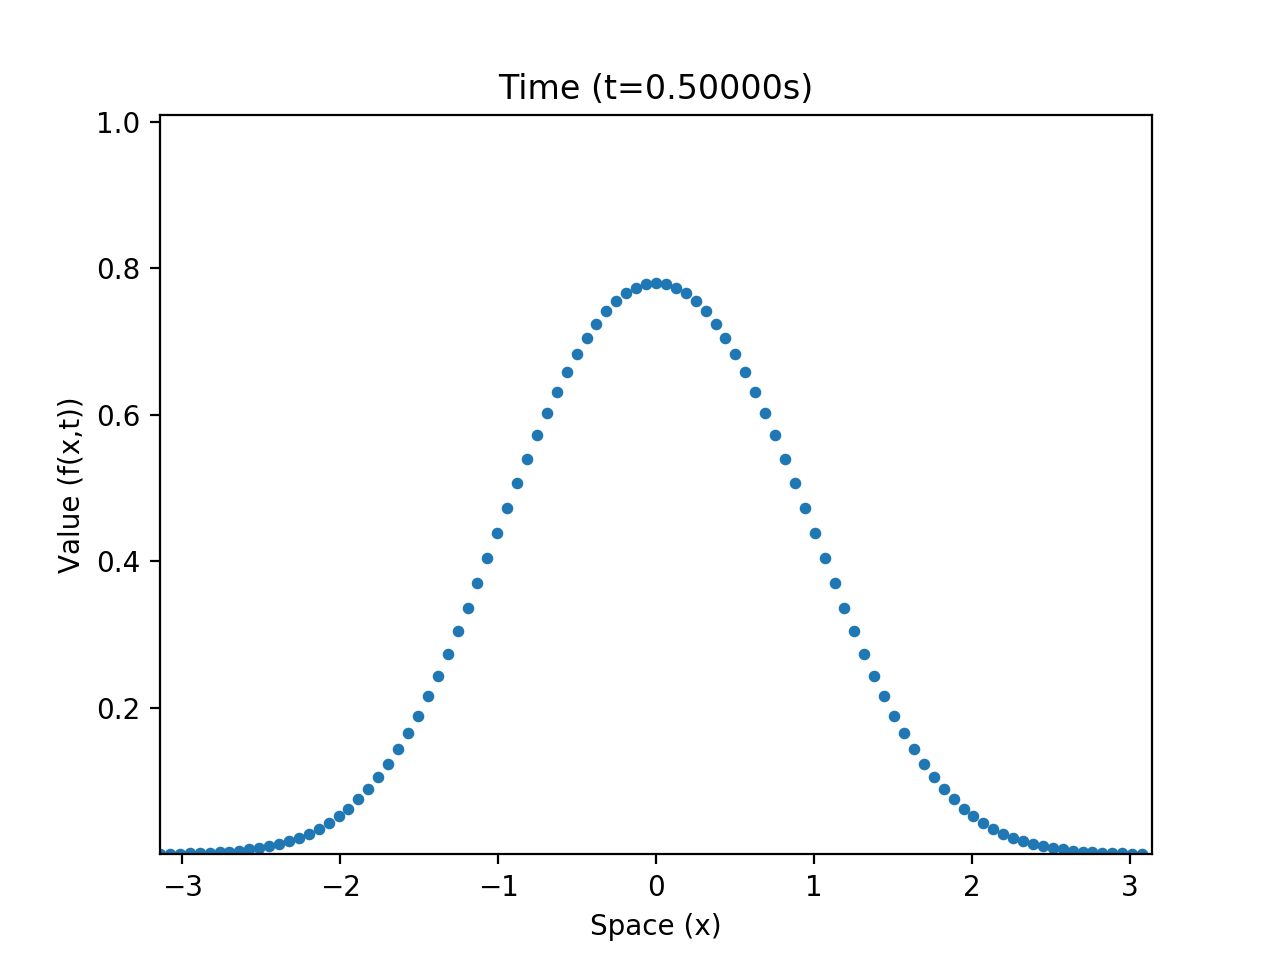 Time (t=0.50000s)
1.0
0.8
0.6
0.4
0.2
Value (f(x,t))
−3 −2 −1 0 1 2 3
Space (x)